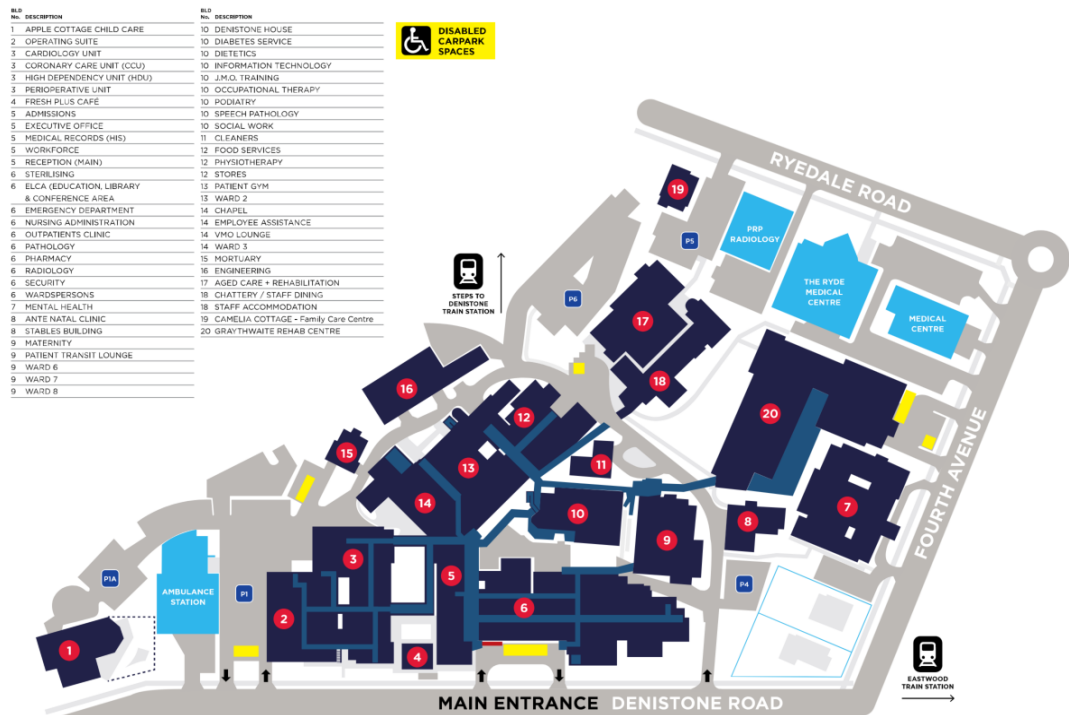 BLD
No. DESCRIPTION
1 APPLE COTTAGE CHILD CARE
2 OPERATING SUITE
3 CARDIOLOGY UNIT
3 CORONARY CARE UNIT (CCU)
3 HIGH DEPENDENCY UNIT (HDU)
3 PERIOPERATIVE UNIT
4 FRESH PLUS CAFÉ
5 ADMISSIONS
5 EXECUTIVE OFFICE
5 MEDICAL RECORDS (HIS)
5 WORKFORCE
5 RECEPTION (MAIN)
6 STERILISING
6 ELCA (EDUCATION, LIBRARY
& CONFERENCE AREA
6 EMERGENCY DEPARTMENT
6 NURSING ADMINISTRATION
6 OUTPATIENTS CLINIC
6 PATHOLOGY
6 PHARMACY
6 RADIOLOGY
6 SECURITY
6 WARDSPERSONS
7 MENTAL HEALTH
8 ANTE NATAL CLINIC
8 STABLES BUILDING
9 MATERNITY
9 PATIENT TRANSIT LOUNGE
9 WARD 6
9 WARD 7
9 WARD 8
BLD
No. DESCRIPTION
10 DENISTONE HOUSE
10 DIABETES SERVICE
10 DIETETICS
10 INFORMATION TECHNOLOGY
10 J.M.O. TRAINING
10 OCCUPATIONAL THERAPY
10 PODIATRY
10 SPEECH PATHOLOGY
10 SOCIAL WORK
11 CLEANERS
12 FOOD SERVICES
12 PHYSIOTHERAPY
12 STORES
13 PATIENT GYM
13 WARD 2
14 CHAPEL
14 EMPLOYEE ASSISTANCE
14 VMO LOUNGE
14 WARD 3
15 MORTUARY
16 ENGINEERING
17 AGED CARE + REHABILITATION
18 CHATTERY / STAFF DINING
18 STAFF ACCOMMODATION
19 CAMELIA COTTAGE - Family Care Centre
20 GRAYTHWAITE REHAB CENTRE
DISABLED
CARPARK
SPACES
RYEDALE ROAD
19
PRP
RADIOLOGY
P5
THE RYDE
MEDICAL
CENTRE
STEPS TO
DENISTONE
TRAIN STATION
P6
17
MEDICAL
CENTRE
18
16
12
20
15
13
11
14
10
7
8
9
FOURTH AVENUE
3
5
P1A
AMBULANCE
STATION
P1
P4
2
6
1
4
EASTWOOD
TRAIN STATION
MAIN ENTRANCE DENISTONE ROAD